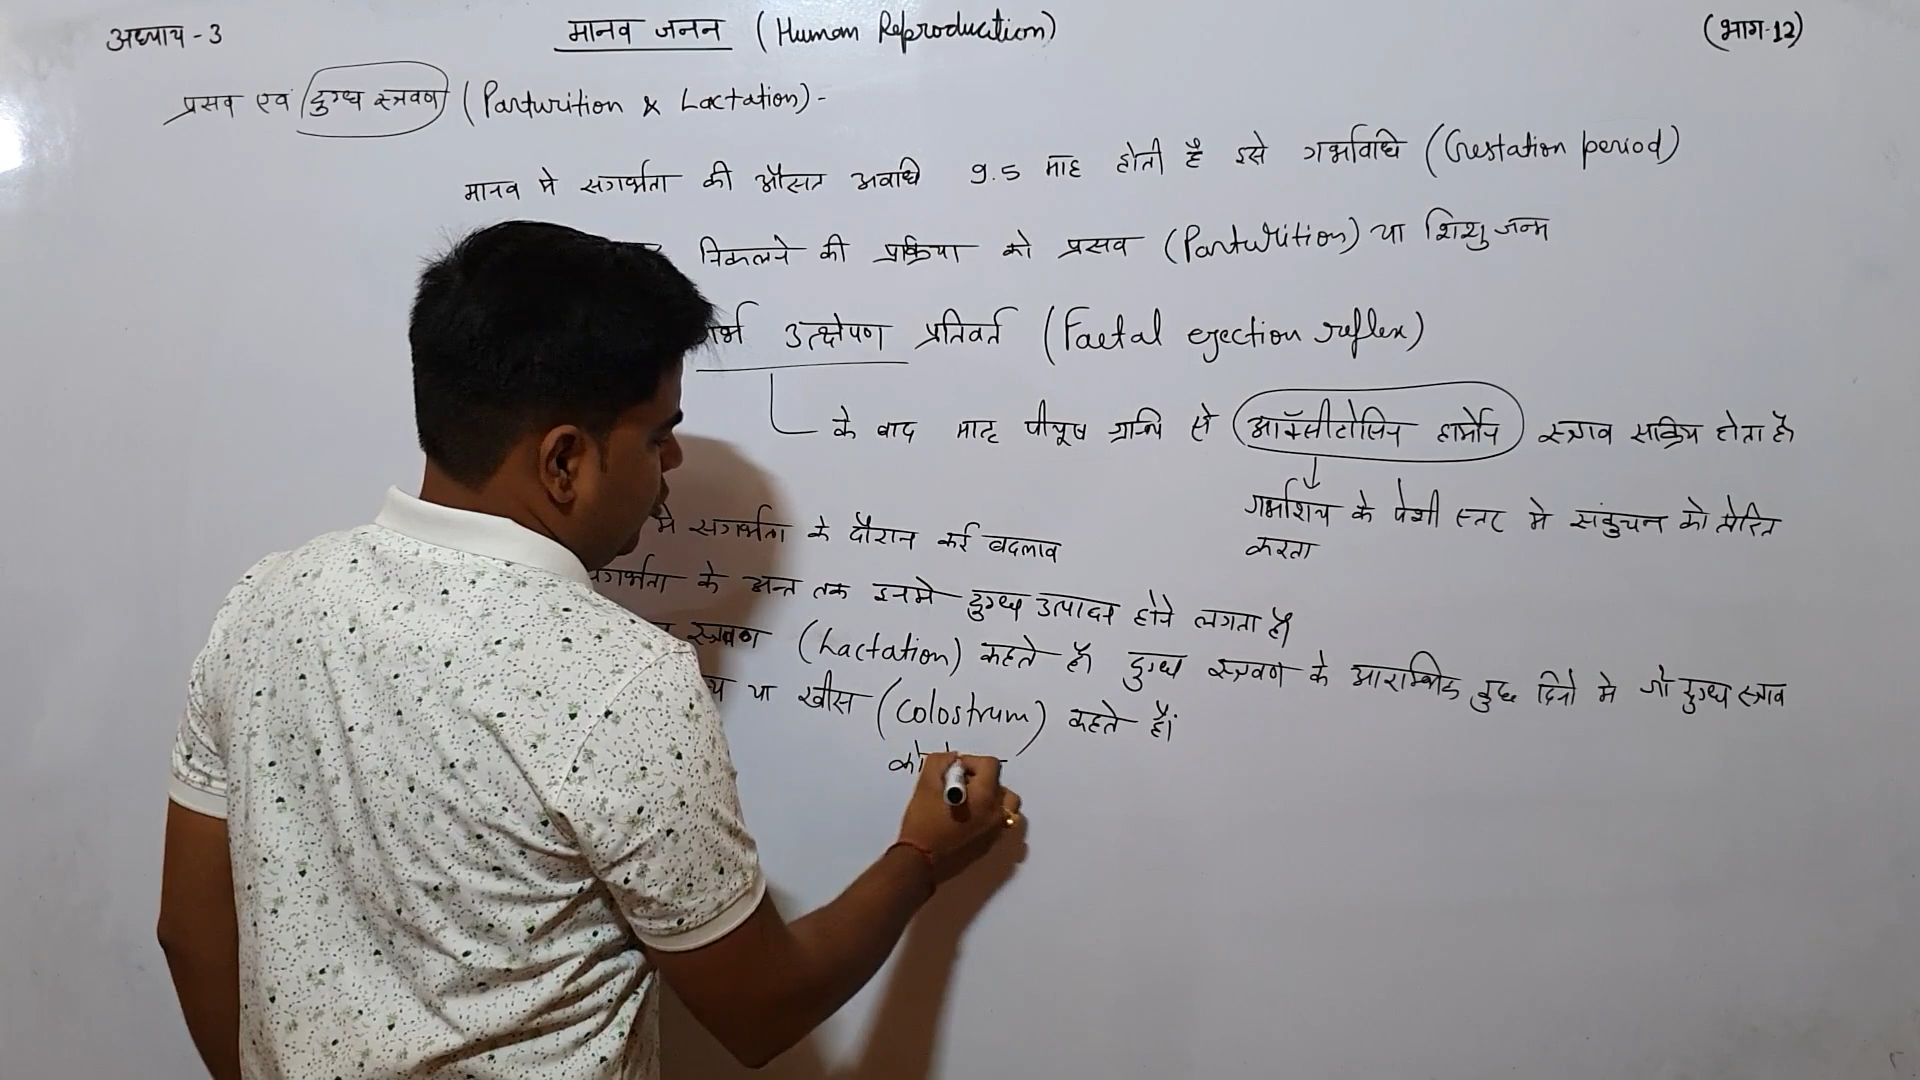 अध्याय - 3
मानव जनन (Human Reproduction)
(भाग-12)
प्रसव एवं दुग्ध स्त्रवण (Parturition & Lactation) -
मानव मे सगर्भता की औसत अवधि 9.5 माह होती है इसे गर्भावधि (Gestation period)
निकलने की प्रक्रिया को प्रसव (Parturition) या शिशु जन्म
उत्क्षेपण प्रतिवर्त (Faetal ejection reflex)
के बाद मातृ पीयूष ग्रन्थि से ऑक्सीटोसिन हार्मोन स्त्राव सक्रिय होता है।
गर्भाशय के पेशी स्तर मे संकुचन को प्रेरित
करता
मे सगर्भता के दौरान कई बदलाव
सगर्भता के अन्त तक इनमे दुग्ध उत्पादन होने लगता है।
स्त्रवण (Lactation) कहते है। दुग्ध स्त्रवण के आरम्भिक कुछ दिनो मे जो दुग्ध स्त्राव
या खीस (Colostrum) कहते है।